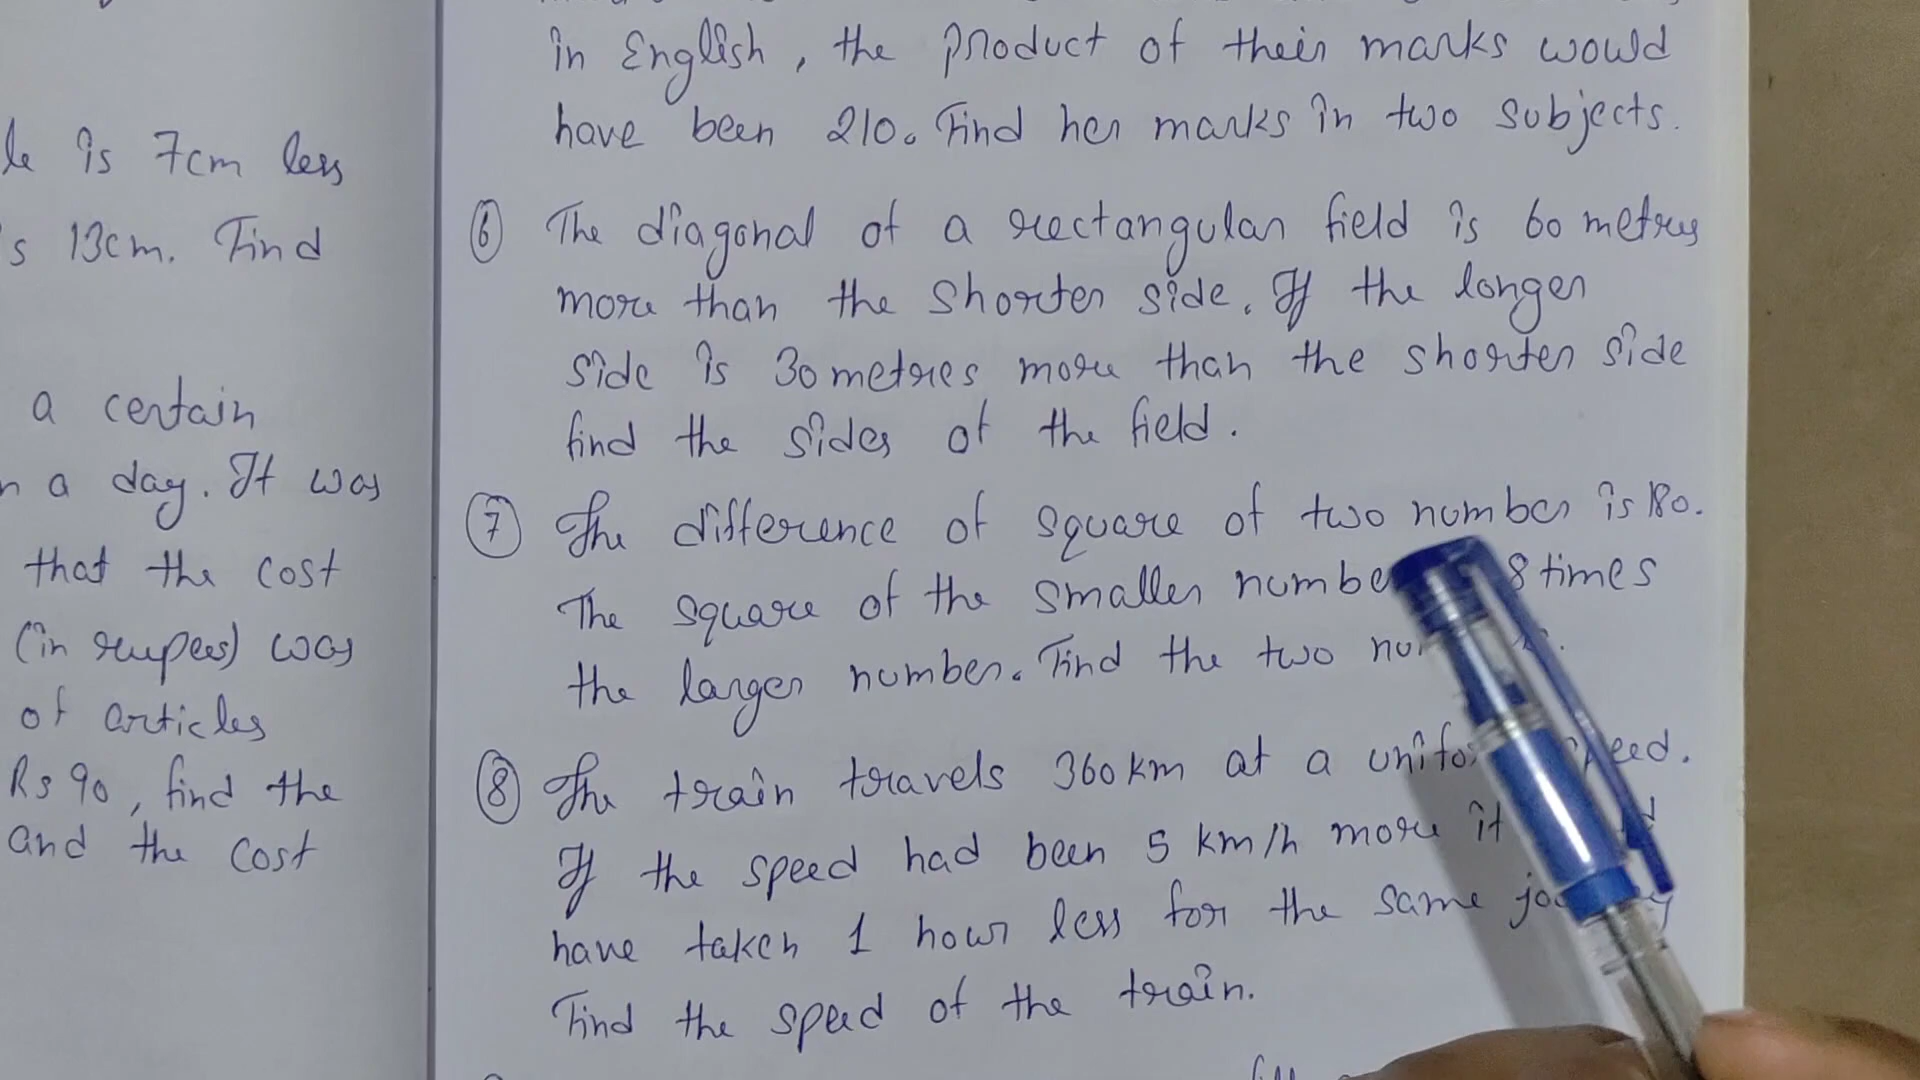 le is 7cm less
s 13cm. Find
a certain
n a day. It was
that the cost
(in rupees) was
of articles
Rs 90, find the
and the cost
in English, the product of their marks would
have been 210. Find her marks in two subjects.
6 The diagonal of a rectangular field is 60 metres
more than the shorter side. If the longer
side is 30 metres more than the shorter side
find the sides of the field.
7 The difference of square of two number is 180.
The square of the smaller number 8 times
the larger number. Find the two
8 The train travels 360 km at a speed.
If the speed had been 5 km/h more it
have taken 1 hour less for the same
Find the speed of the train.